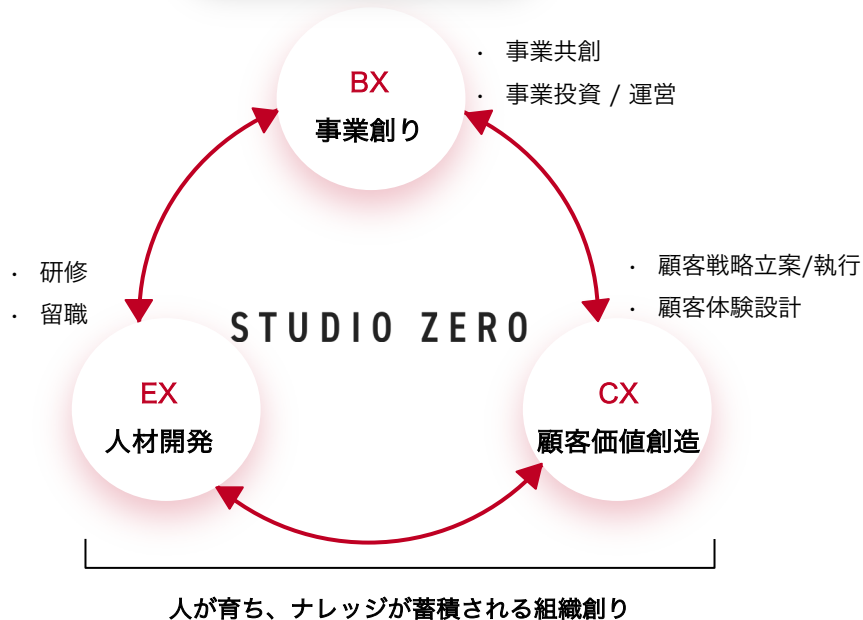 BX
事業創り
· 事業共創
· 事業投資 / 運営
· 研修
· 留職
· 顧客戦略立案/執行
· 顧客体験設計
STUDIO ZERO
EX
人材開発
CX
顧客価値創造
人が育ち、ナレッジが蓄積される組織創り